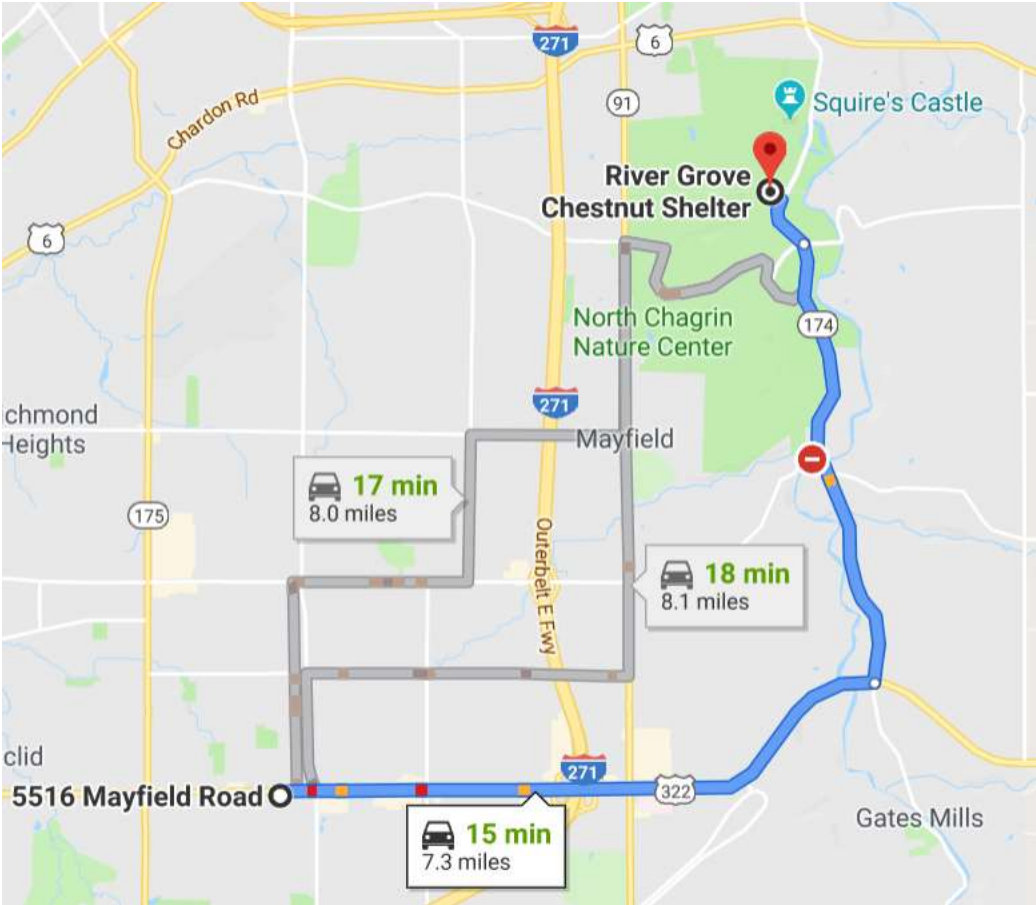 271
6
91
Squire's Castle
Chardon Rd
River Grove
Chestnut Shelter
6
174
North Chagrin
Nature Center
271
chmond
Heights
Mayfield
17 min
8.0 miles
175
Outerbelt E Fwy
18 min
8.1 miles
clid
271
5516 Mayfield Road
322
15 min
7.3 miles
Gates Mills